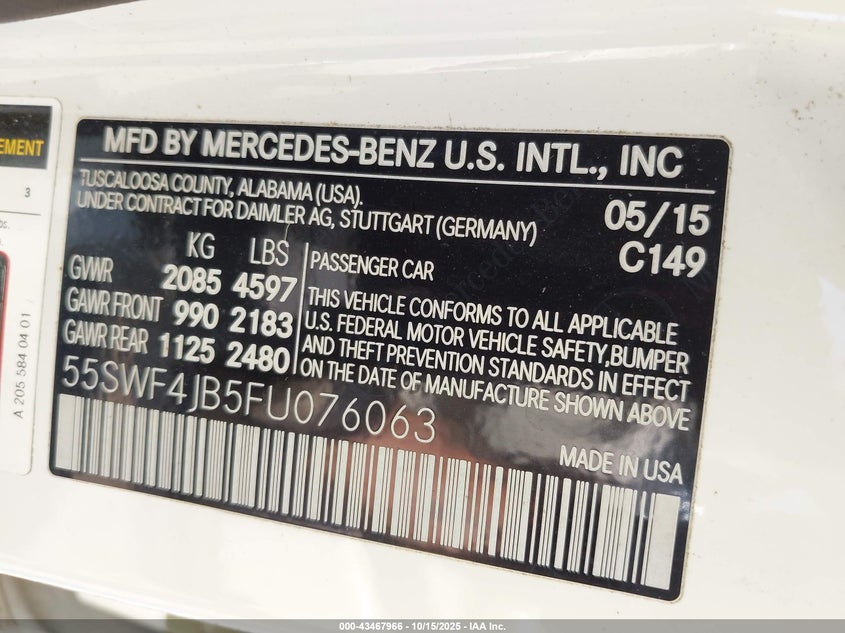 EMENT
3
A 205 584 04 01
MFD BY MERCEDES-BENZ U.S. INTL., INC
TUSCALOOSA COUNTY, ALABAMA (USA).
UNDER CONTRACT FOR DAIMLER AG, STUTTGART (GERMANY)
05/15
C149
KG LBS
GVWR 2085 4597
GAWR FRONT 990 2183
GAWR REAR 1125 2480
PASSENGER CAR
THIS VEHICLE CONFORMS TO ALL APPLICABLE
U.S. FEDERAL MOTOR VEHICLE SAFETY,BUMPER
AND THEFT PREVENTION STANDARDS IN EFFECT
ON THE DATE OF MANUFACTURE SHOWN ABOVE
55SWF4JB5FU076063
MADE IN USA
000-43467966 - 10/15/2025 - IAA Inc.